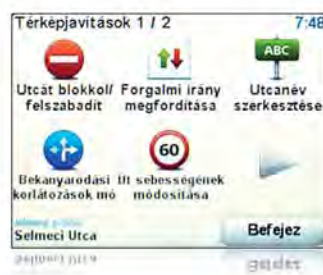 Térképjavítások 1 / 2 7:48
ABC
Utcát blokkol/ Forgalmi irány Utcanév
felszabadít megfordítása szerkesztése
60
Bekanyarodási Út sebességének
korlátozások mó módosítása
Selmeci Utca
Befejez